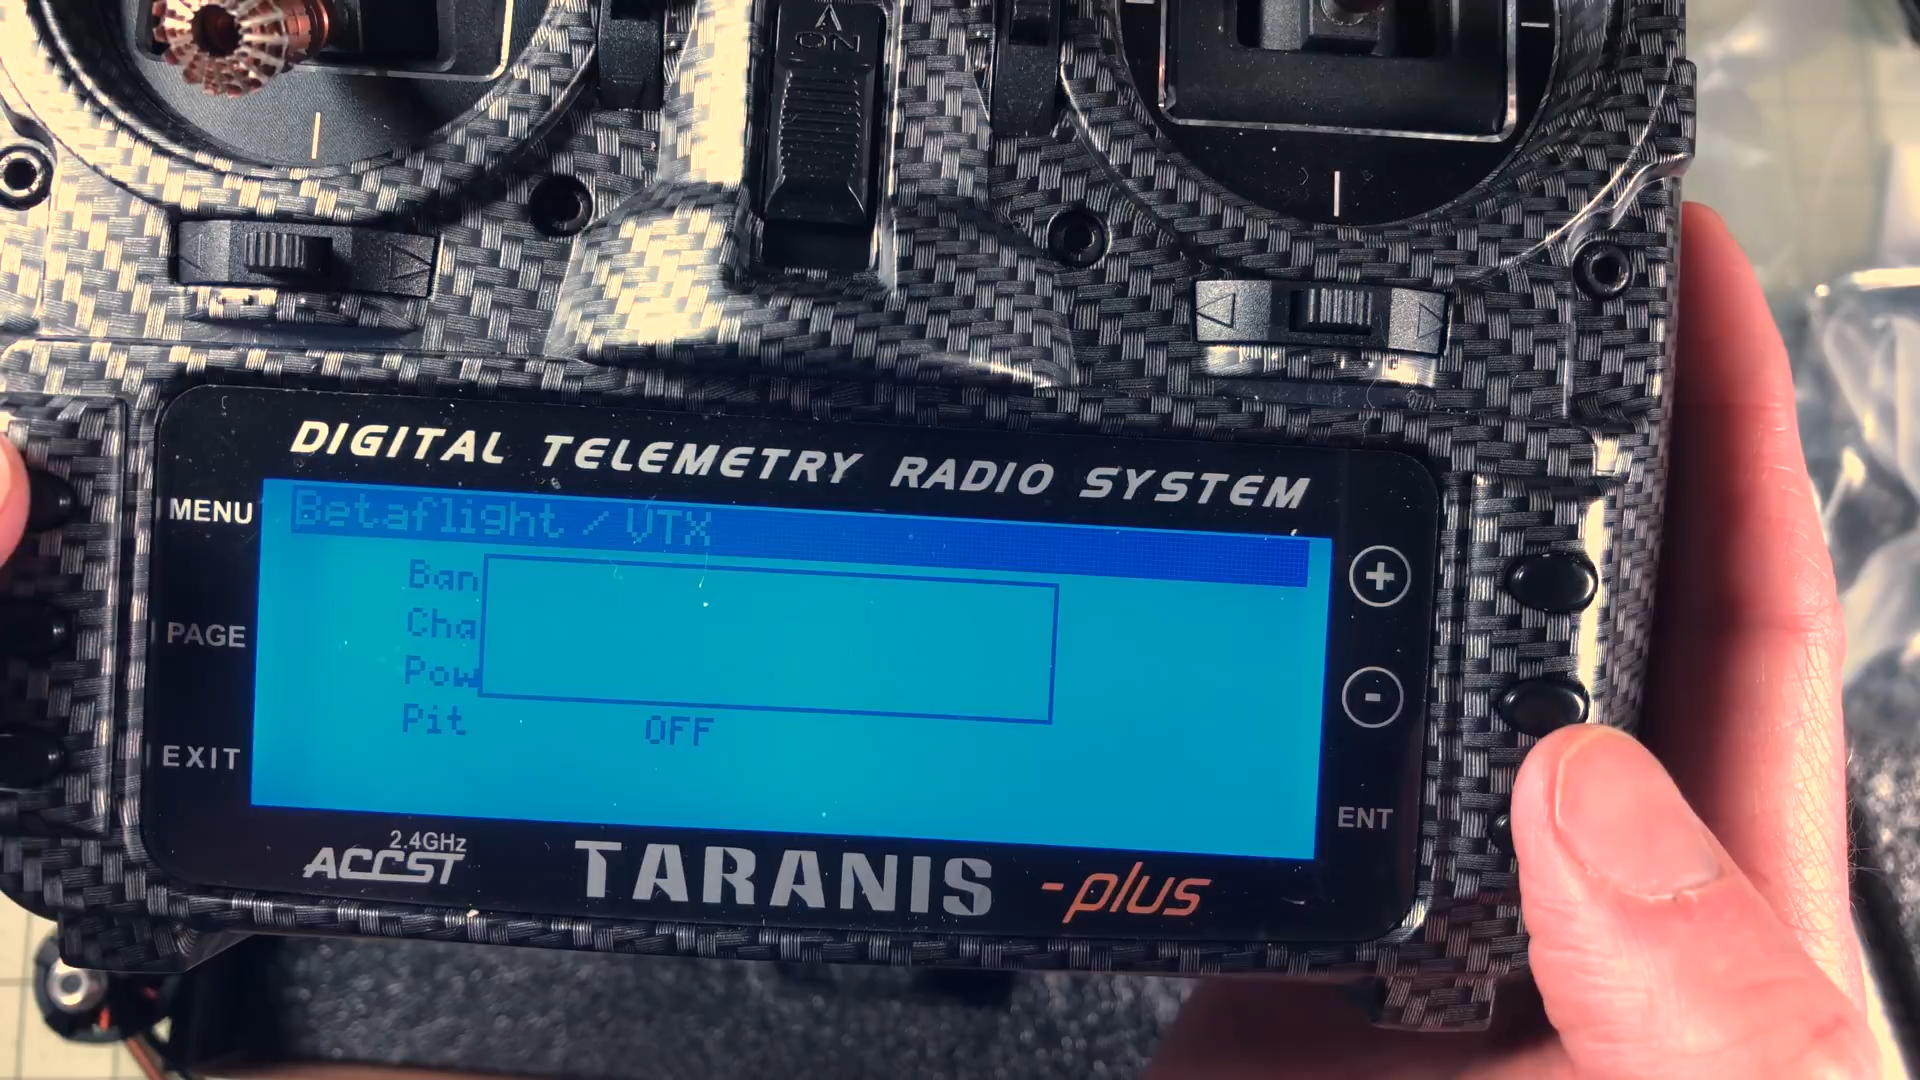 ON
DIGITAL TELEMETRY RADIO SYSTEM
MENU
PAGE
EXIT
Betaflight / VTX
Ban
Cha
Pow
Pit OFF
+
-
ENT
2.4GHz
ACCST
TARANIS -plus